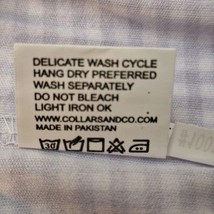 DELICATE WASH CYCLE
HANG DRY PREFERRED
WASH SEPARATELY
DO NOT BLEACH
LIGHT IRON OK
WWW.COLLARSANDCO.COM
MADE IN PAKISTAN
30